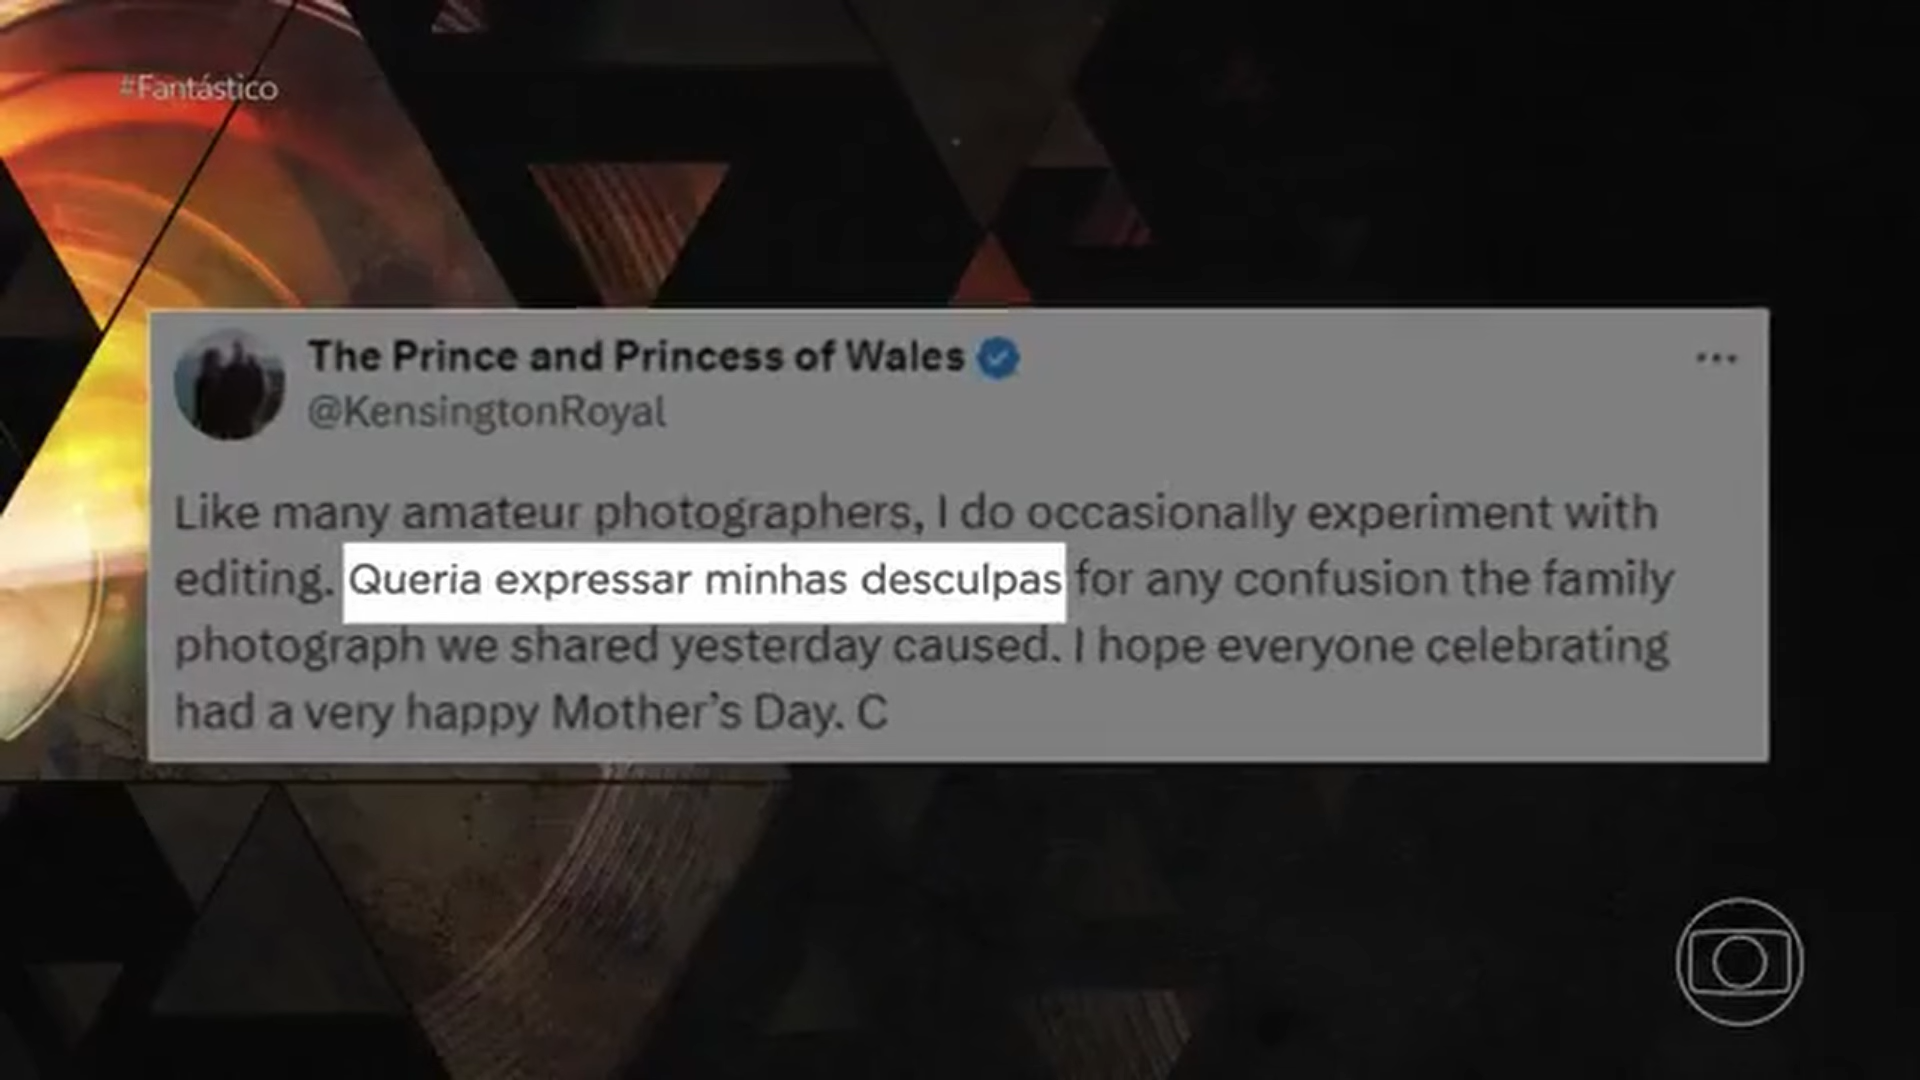 #Fantástico
The Prince and Princess of Wales
@KensingtonRoyal
Like many amateur photographers, I do occasionally experiment with
editing. Queria expressar minhas desculpas for any confusion the family
photograph we shared yesterday caused. I hope everyone celebrating
had a very happy Mother’s Day. C